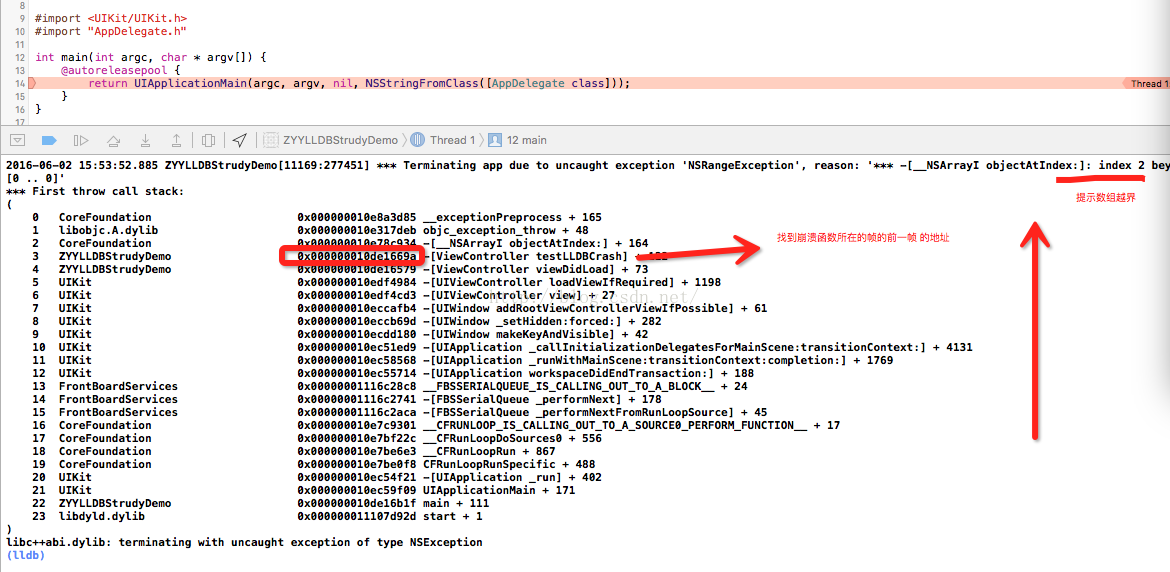 8
9 #import <UIKit/UIKit.h>
10 #import "AppDelegate.h"
11
12 int main(int argc, char * argv[]) {
13 @autoreleasepool {
14 return UIApplicationMain(argc, argv, nil, NSStringFromClass([AppDelegate class])); Thread 1
15 }
16 }
17
ZYYLLDBStrudyDemo Thread 1 12 main
2016-06-02 15:53:52.885 ZYYLLDBStrudyDemo[11169:277451] *** Terminating app due to uncaught exception 'NSRangeException', reason: '*** -[__NSArrayI objectAtIndex:]: index 2 bey
[0 .. 0]'
*** First throw call stack:
提示数组越界
(
0 CoreFoundation 0x000000010e8a3d85 __exceptionPreprocess + 165
1 libobjc.A.dylib 0x000000010e317deb objc_exception_throw + 48
找到崩溃函数所在的帧的前一帧 的地址
2 CoreFoundation 0x000000010e78c934 -[__NSArrayI objectAtIndex:] + 164
3 ZYYLLDBStrudyDemo 0x000000010de1669a -[ViewController testLLDBCrash] + 122
4 ZYYLLDBStrudyDemo 0x000000010de16579 -[ViewController viewDidLoad] + 73
5 UIKit 0x000000010edf4984 -[UIViewController loadViewIfRequired] + 1198
6 UIKit 0x000000010edf4cd3 -[UIViewController view] + 27
7 UIKit 0x000000010eccafb4 -[UIWindow addRootViewControllerViewIfPossible] + 61
8 UIKit 0x000000010eccb69d -[UIWindow _setHidden:forced:] + 282
9 UIKit 0x000000010ecdd180 -[UIWindow makeKeyAndVisible] + 42
10 UIKit 0x000000010ec51ed9 -[UIApplication _callInitializationDelegatesForMainScene:transitionContext:] + 4131
11 UIKit 0x000000010ec58568 -[UIApplication _runWithMainScene:transitionContext:completion:] + 1769
12 UIKit 0x000000010ec55714 -[UIApplication workspaceDidEndTransaction:] + 188
13 FrontBoardServices 0x00000001116c28c8 __FBSSERIALQUEUE_IS_CALLING_OUT_TO_A_BLOCK__ + 24
14 FrontBoardServices 0x00000001116c2741 -[FBSSerialQueue _performNext] + 178
15 FrontBoardServices 0x00000001116c2aca -[FBSSerialQueue _performNextFromRunLoopSource] + 45
16 CoreFoundation 0x000000010e7c9301 __CFRUNLOOP_IS_CALLING_OUT_TO_A_SOURCE0_PERFORM_FUNCTION__ + 17
17 CoreFoundation 0x000000010e7bf22c __CFRunLoopDoSources0 + 556
18 CoreFoundation 0x000000010e7be6e3 __CFRunLoopRun + 867
19 CoreFoundation 0x000000010e7be0f8 CFRunLoopRunSpecific + 488
20 UIKit 0x000000010ec54f21 -[UIApplication _run] + 402
21 UIKit 0x000000010ec59f09 UIApplicationMain + 171
22 ZYYLLDBStrudyDemo 0x000000010de16b1f main + 111
23 libdyld.dylib 0x000000011107d92d start + 1
)
libc++abi.dylib: terminating with uncaught exception of type NSException
(lldb)